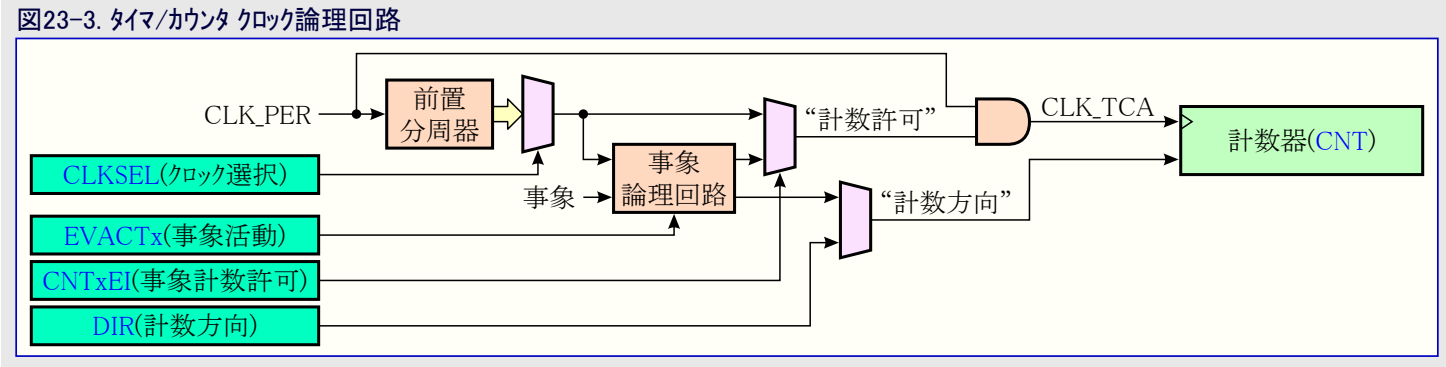 図23-3. ﾀｲﾏ/ｶｳﾝﾀ ｸﾛｯｸ論理回路
CLK_PER
前置
分周器
“計数許可”
CLK_TCA
計数器(CNT)
CLKSEL(ｸﾛｯｸ選択)
事象
事象
論理回路
“計数方向”
EVACTx(事象活動)
CNTxEI(事象計数許可)
DIR(計数方向)